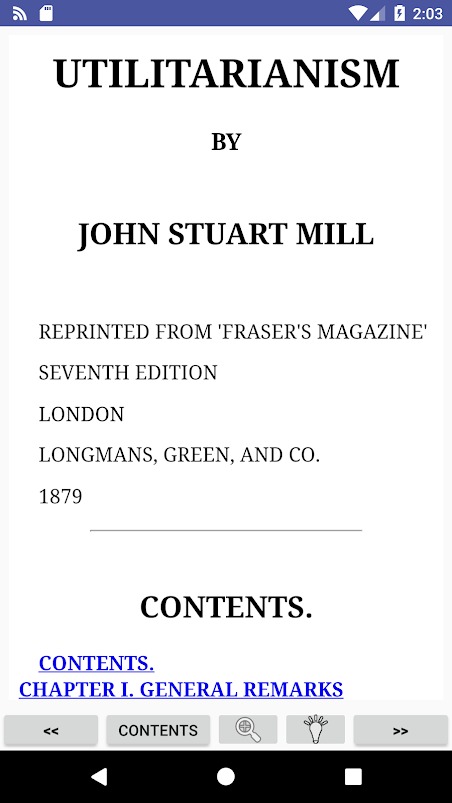 2:03
UTILITARIANISM
BY
JOHN STUART MILL
REPRINTED FROM 'FRASER'S MAGAZINE'
SEVENTH EDITION
LONDON
LONGMANS, GREEN, AND CO.
1879
CONTENTS.
CONTENTS.
CHAPTER I. GENERAL REMARKS
<< CONTENTS >>